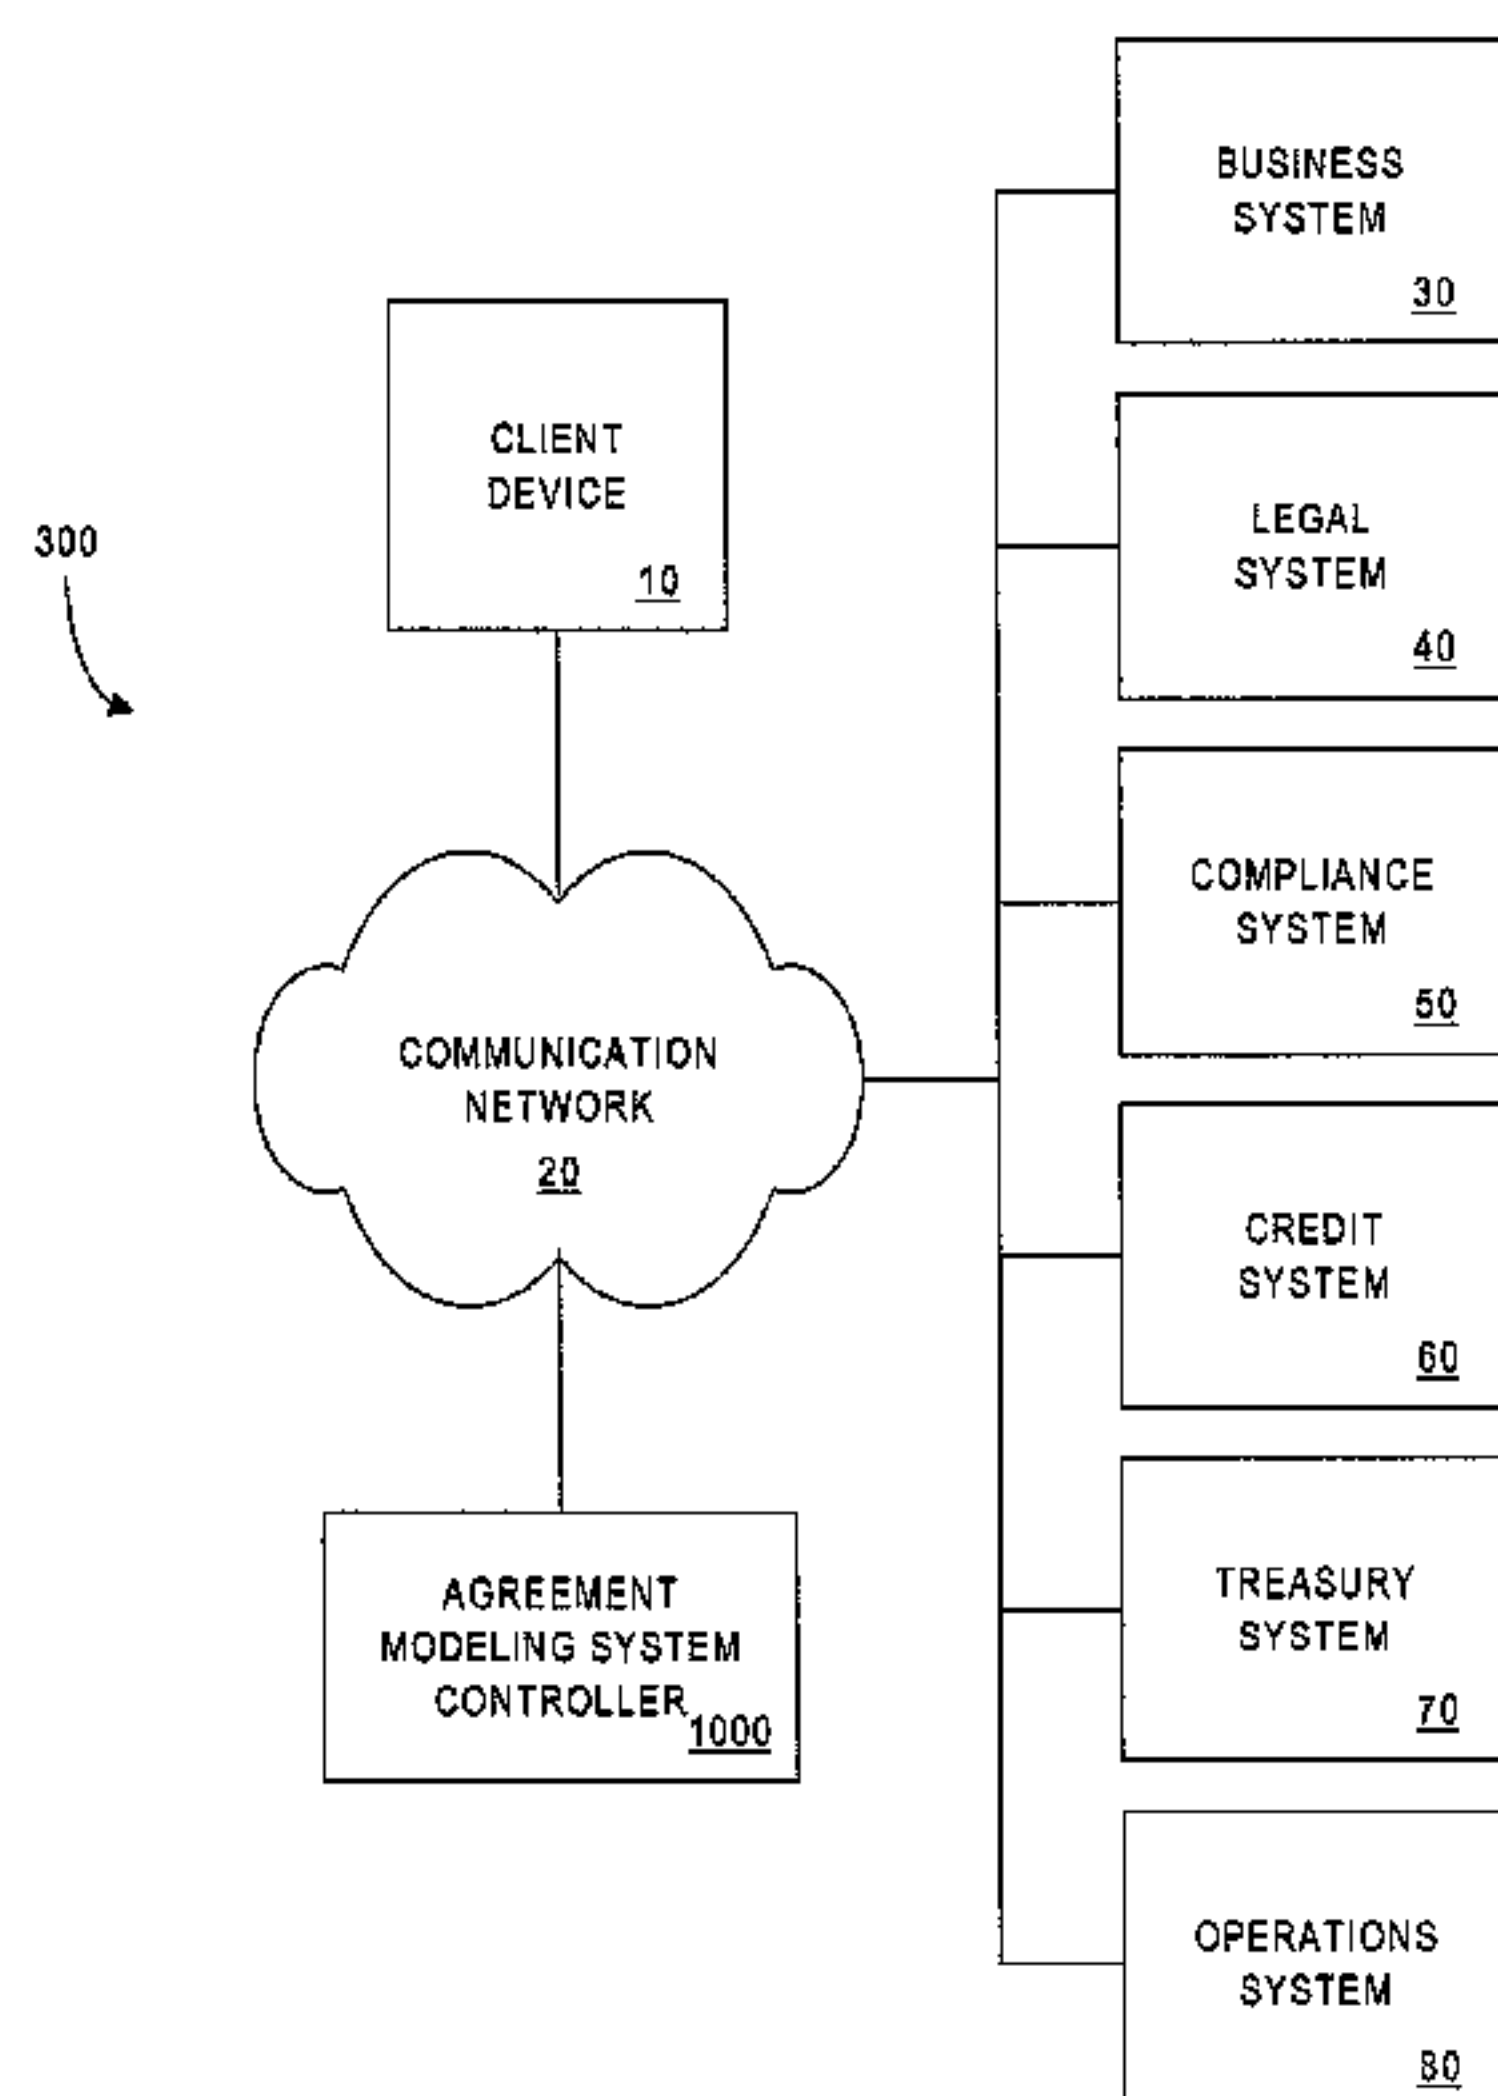 300
CLIENT
DEVICE
10
COMMUNICATION
NETWORK
20
AGREEMENT
MODELING SYSTEM
CONTROLLER
1000
BUSINESS
SYSTEM
30
LEGAL
SYSTEM
40
COMPLIANCE
SYSTEM
50
CREDIT
SYSTEM
60
TREASURY
SYSTEM
70
OPERATIONS
SYSTEM
80